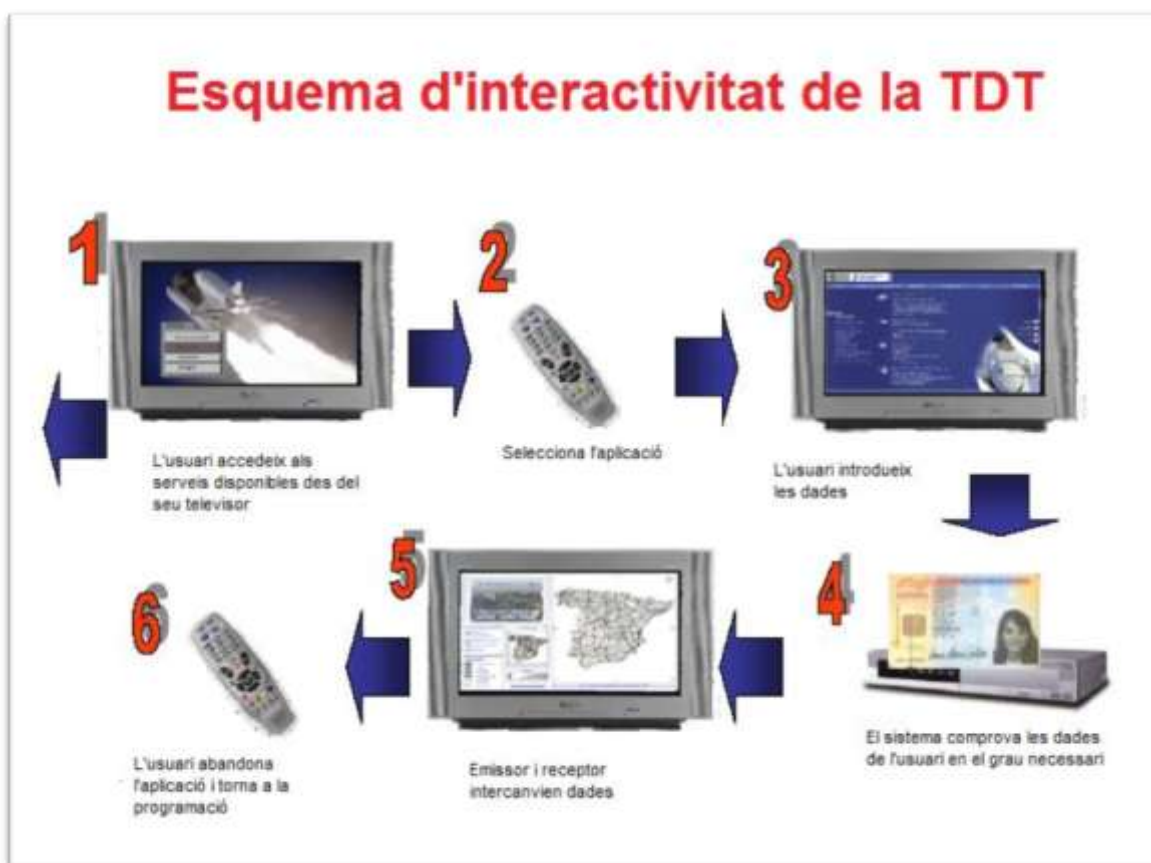 Esquema d'interactivitat de la TDT
1
L'usuari accedeix als
serveis disponibles des del
seu televisor
2
Selecciona l'aplicació
3
L'usuari introdueix
les dades
4
El sistema comprova les dades
de l'usuari en el grau necessari
5
Emissor i receptor
intercanvien dades
6
L'usuari abandona
l'aplicació i torna a la
programació